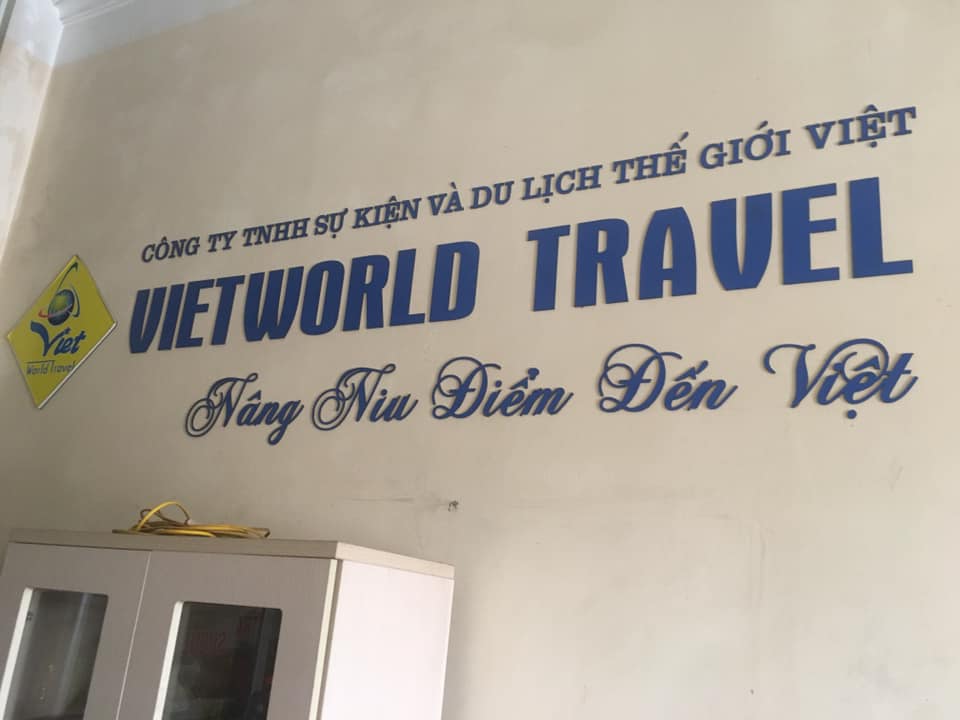 CÔNG TY TNHH SỰ KIỆN VÀ DU LỊCH THẾ GIỚI VIỆT
VIETWORLD TRAVEL
Viet
World Travel
Nâng Niu Điểm Đến Việt